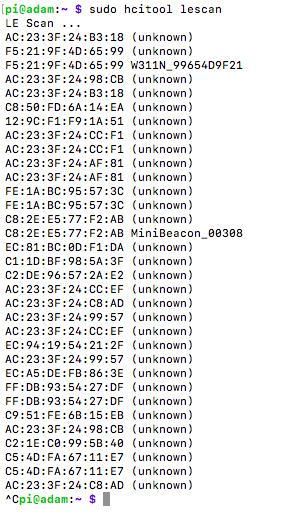 pi@adam:~ $ sudo hcitool lescan
LE Scan ...
AC:23:3F:24:B3:18 (unknown)
F5:21:9F:4D:65:99 (unknown)
F5:21:9F:4D:65:99 W311N_99654D9F21
AC:23:3F:24:98:CB (unknown)
AC:23:3F:24:B3:18 (unknown)
C8:50:FD:6A:14:EA (unknown)
12:9C:F1:F9:1A:51 (unknown)
AC:23:3F:24:CC:F1 (unknown)
AC:23:3F:24:CC:F1 (unknown)
AC:23:3F:24:AF:81 (unknown)
AC:23:3F:24:AF:81 (unknown)
FE:1A:BC:95:57:3C (unknown)
FE:1A:BC:95:57:3C (unknown)
C8:2E:E5:77:F2:AB (unknown)
C8:2E:E5:77:F2:AB MiniBeacon_00308
EC:81:BC:0D:F1:DA (unknown)
C1:1D:BF:98:5A:3F (unknown)
C2:DE:96:57:2A:E2 (unknown)
AC:23:3F:24:CC:EF (unknown)
AC:23:3F:24:C8:AD (unknown)
AC:23:3F:24:99:57 (unknown)
AC:23:3F:24:CC:EF (unknown)
EC:94:19:54:21:2F (unknown)
AC:23:3F:24:99:57 (unknown)
EC:A5:DE:FB:86:3E (unknown)
FF:DB:93:54:27:DF (unknown)
FF:DB:93:54:27:DF (unknown)
C9:51:FE:6B:15:EB (unknown)
AC:23:3F:24:98:CB (unknown)
C2:1E:C0:99:5B:40 (unknown)
C5:4D:FA:67:11:E7 (unknown)
C5:4D:FA:67:11:E7 (unknown)
AC:23:3F:24:C8:AD (unknown)
^Cpi@adam:~ $